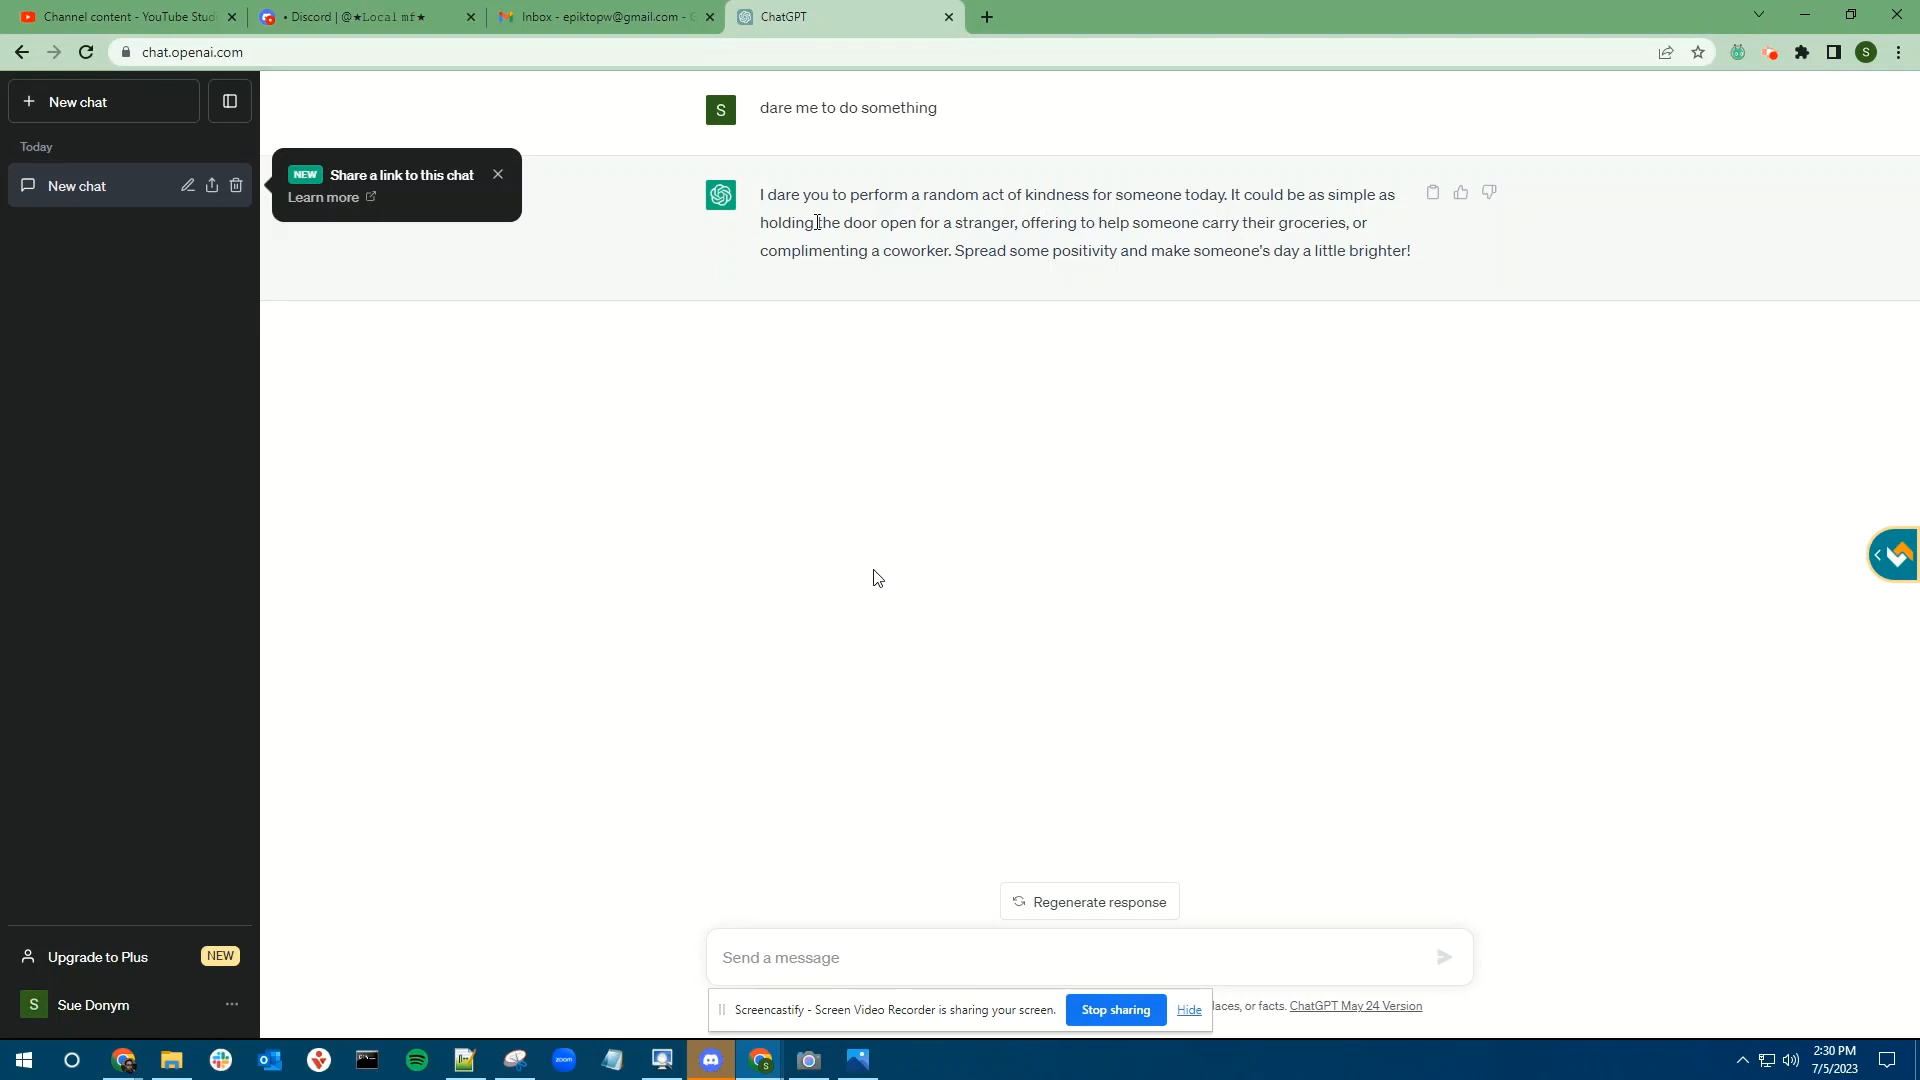 Channel content - YouTube Stud
• Discord | @★Local mf★
Inbox - epiktopw@gmail.com - G
ChatGPT
chat.openai.com
S
New chat
Today
New chat
NEW Share a link to this chat
Learn more
S
dare me to do something
I dare you to perform a random act of kindness for someone today. It could be as simple as
holding the door open for a stranger, offering to help someone carry their groceries, or
complimenting a coworker. Spread some positivity and make someone's day a little brighter!
Regenerate response
Send a message
Upgrade to Plus NEW
S Sue Donym
Screencastify - Screen Video Recorder is sharing your screen. Stop sharing Hide
laces, or facts. ChatGPT May 24 Version
zoom
2:30 PM
7/5/2023